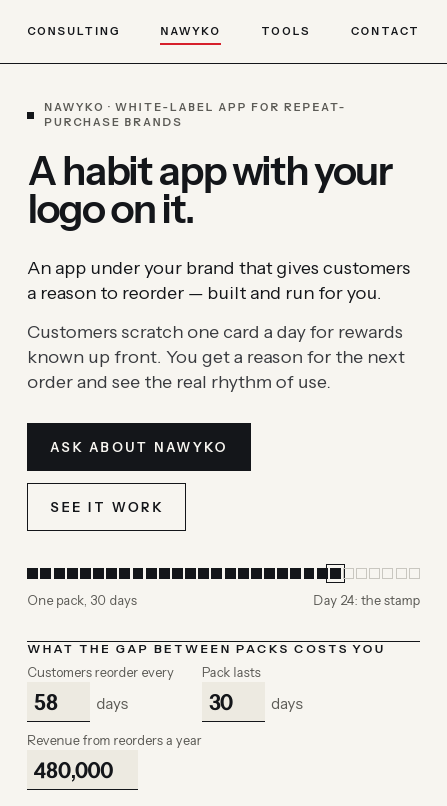 CONSULTING NAWYKO TOOLS CONTACT
NAWYKO · WHITE-LABEL APP FOR REPEAT-
PURCHASE BRANDS
A habit app with your
logo on it.
An app under your brand that gives customers
a reason to reorder — built and run for you.
Customers scratch one card a day for rewards
known up front. You get a reason for the next
order and see the real rhythm of use.
ASK ABOUT NAWYKO
SEE IT WORK
One pack, 30 days Day 24: the stamp
WHAT THE GAP BETWEEN PACKS COSTS YOU
Customers reorder every Pack lasts
58 days 30 days
Revenue from reorders a year
480,000